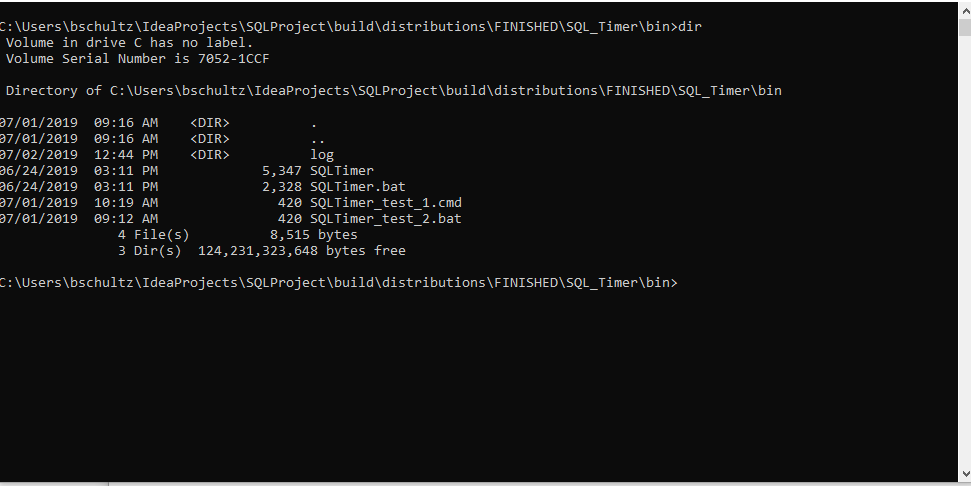 C:\Users\bschultz\IdeaProjects\SQLProject\build\distributions\FINISHED\SQL_Timer\bin>dir
 Volume in drive C has no label.
 Volume Serial Number is 7052-1CCF
 Directory of C:\Users\bschultz\IdeaProjects\SQLProject\build\distributions\FINISHED\SQL_Timer\bin
07/01/2019  09:16 AM    <DIR>          .
07/01/2019  09:16 AM    <DIR>          ..
07/02/2019  12:44 PM    <DIR>          log
06/24/2019  03:11 PM             5,347 SQLTimer
06/24/2019  03:11 PM             2,328 SQLTimer.bat
07/01/2019  10:19 AM               420 SQLTimer_test_1.cmd
07/01/2019  09:12 AM               420 SQLTimer_test_2.bat
               4 File(s)          8,515 bytes
               3 Dir(s)  124,231,323,648 bytes free
C:\Users\bschultz\IdeaProjects\SQLProject\build\distributions\FINISHED\SQL_Timer\bin>